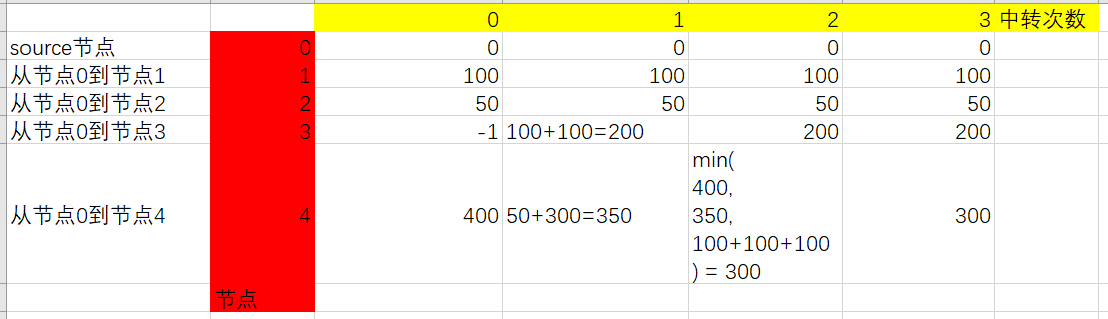 0 1 2 3 中转次数
source节点 0 0 0 0 0
从节点0到节点1 1 100 100 100 100
从节点0到节点2 2 50 50 50 50
从节点0到节点3 3 -1 100+100=200 200 200
从节点0到节点4 4 400 50+300=350 min(
400,
350,
100+100+100
) = 300 300
节点